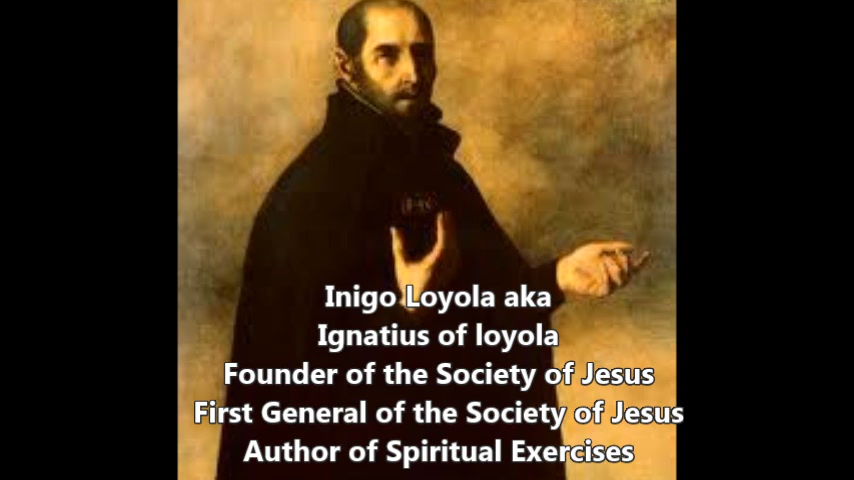 Inigo Loyola aka
Ignatius of loyola
Founder of the Society of Jesus
First General of the Society of Jesus
Author of Spiritual Exercises